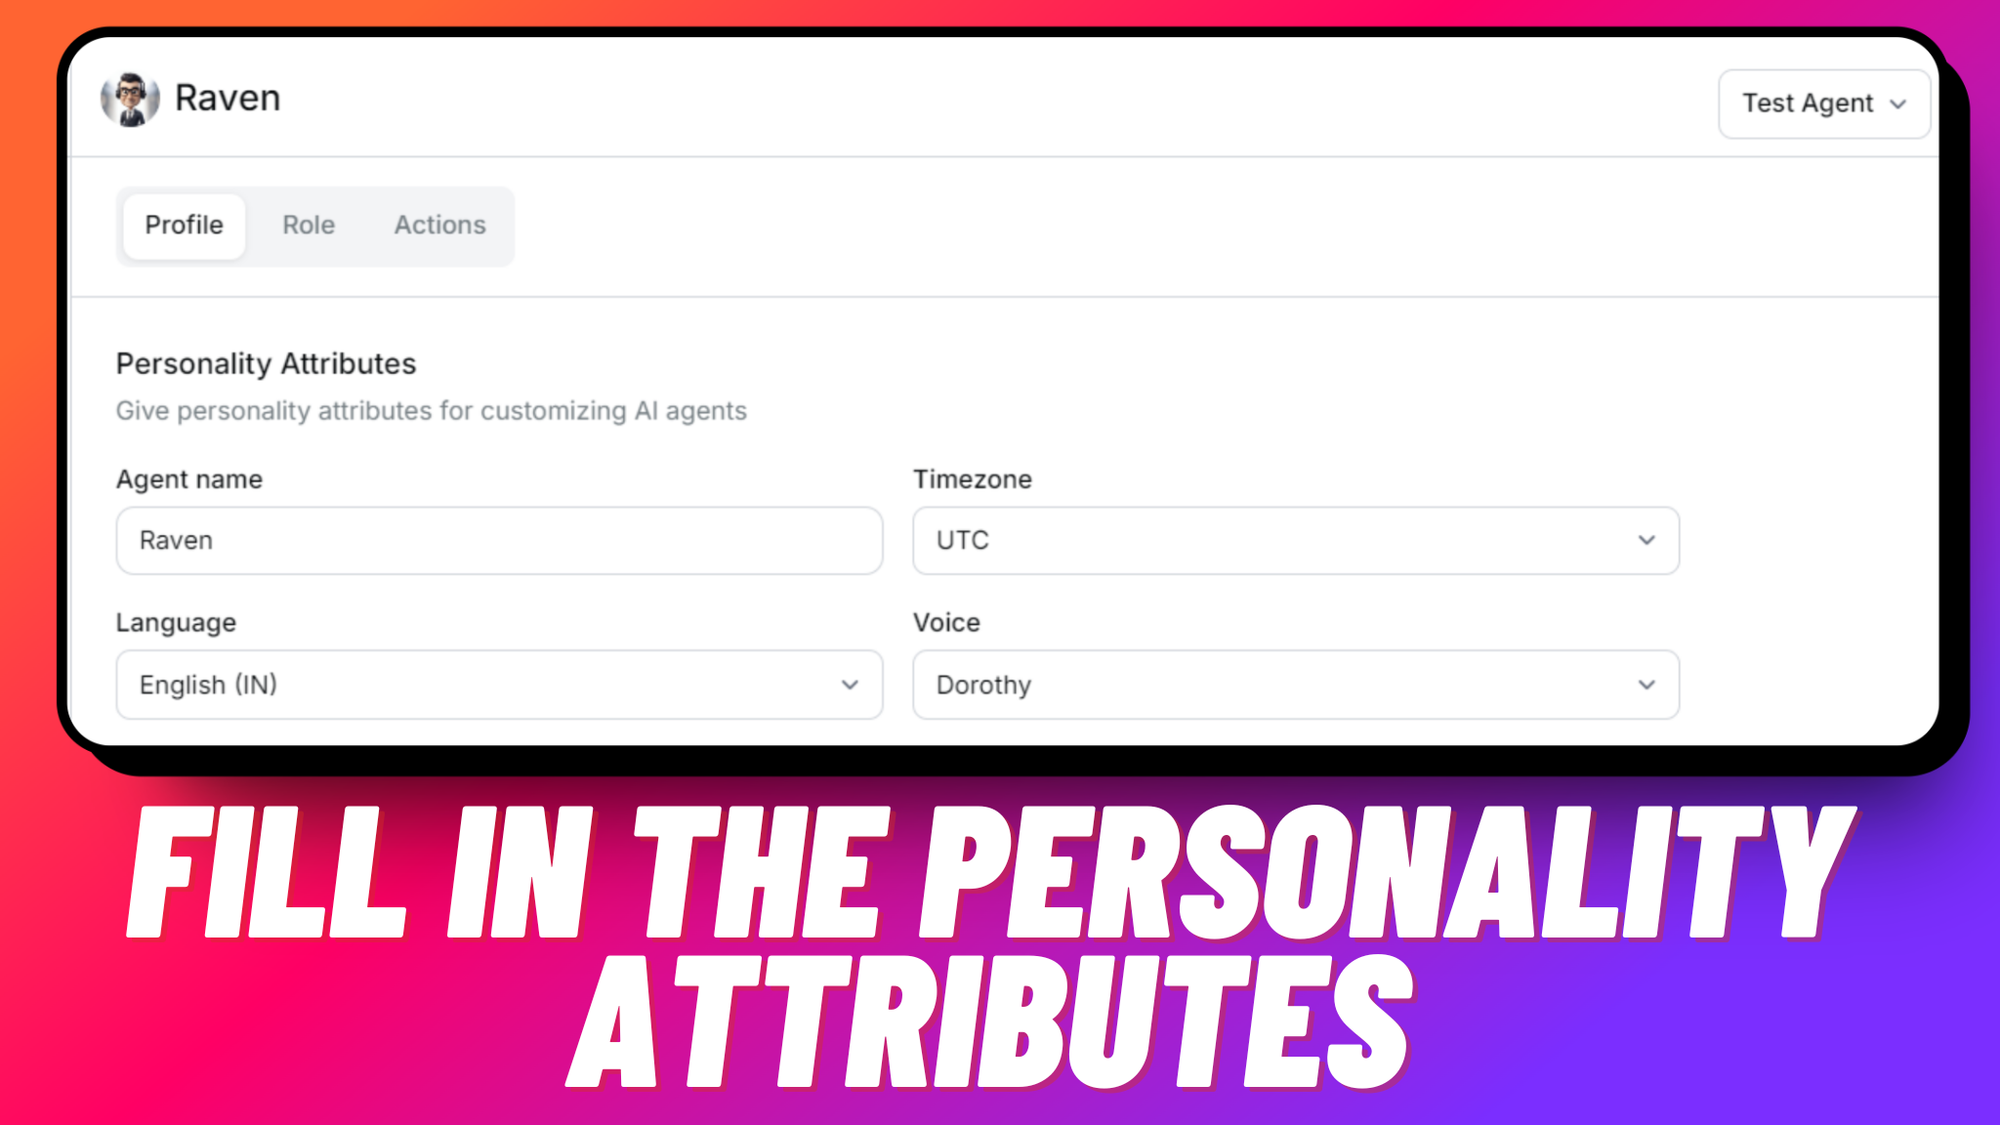 Raven
Test Agent
Profile Role Actions
Personality Attributes
Give personality attributes for customizing AI agents
Agent name Timezone
Raven UTC
Language Voice
English (IN) Dorothy
FILL IN THE PERSONALITY
ATTRIBUTES